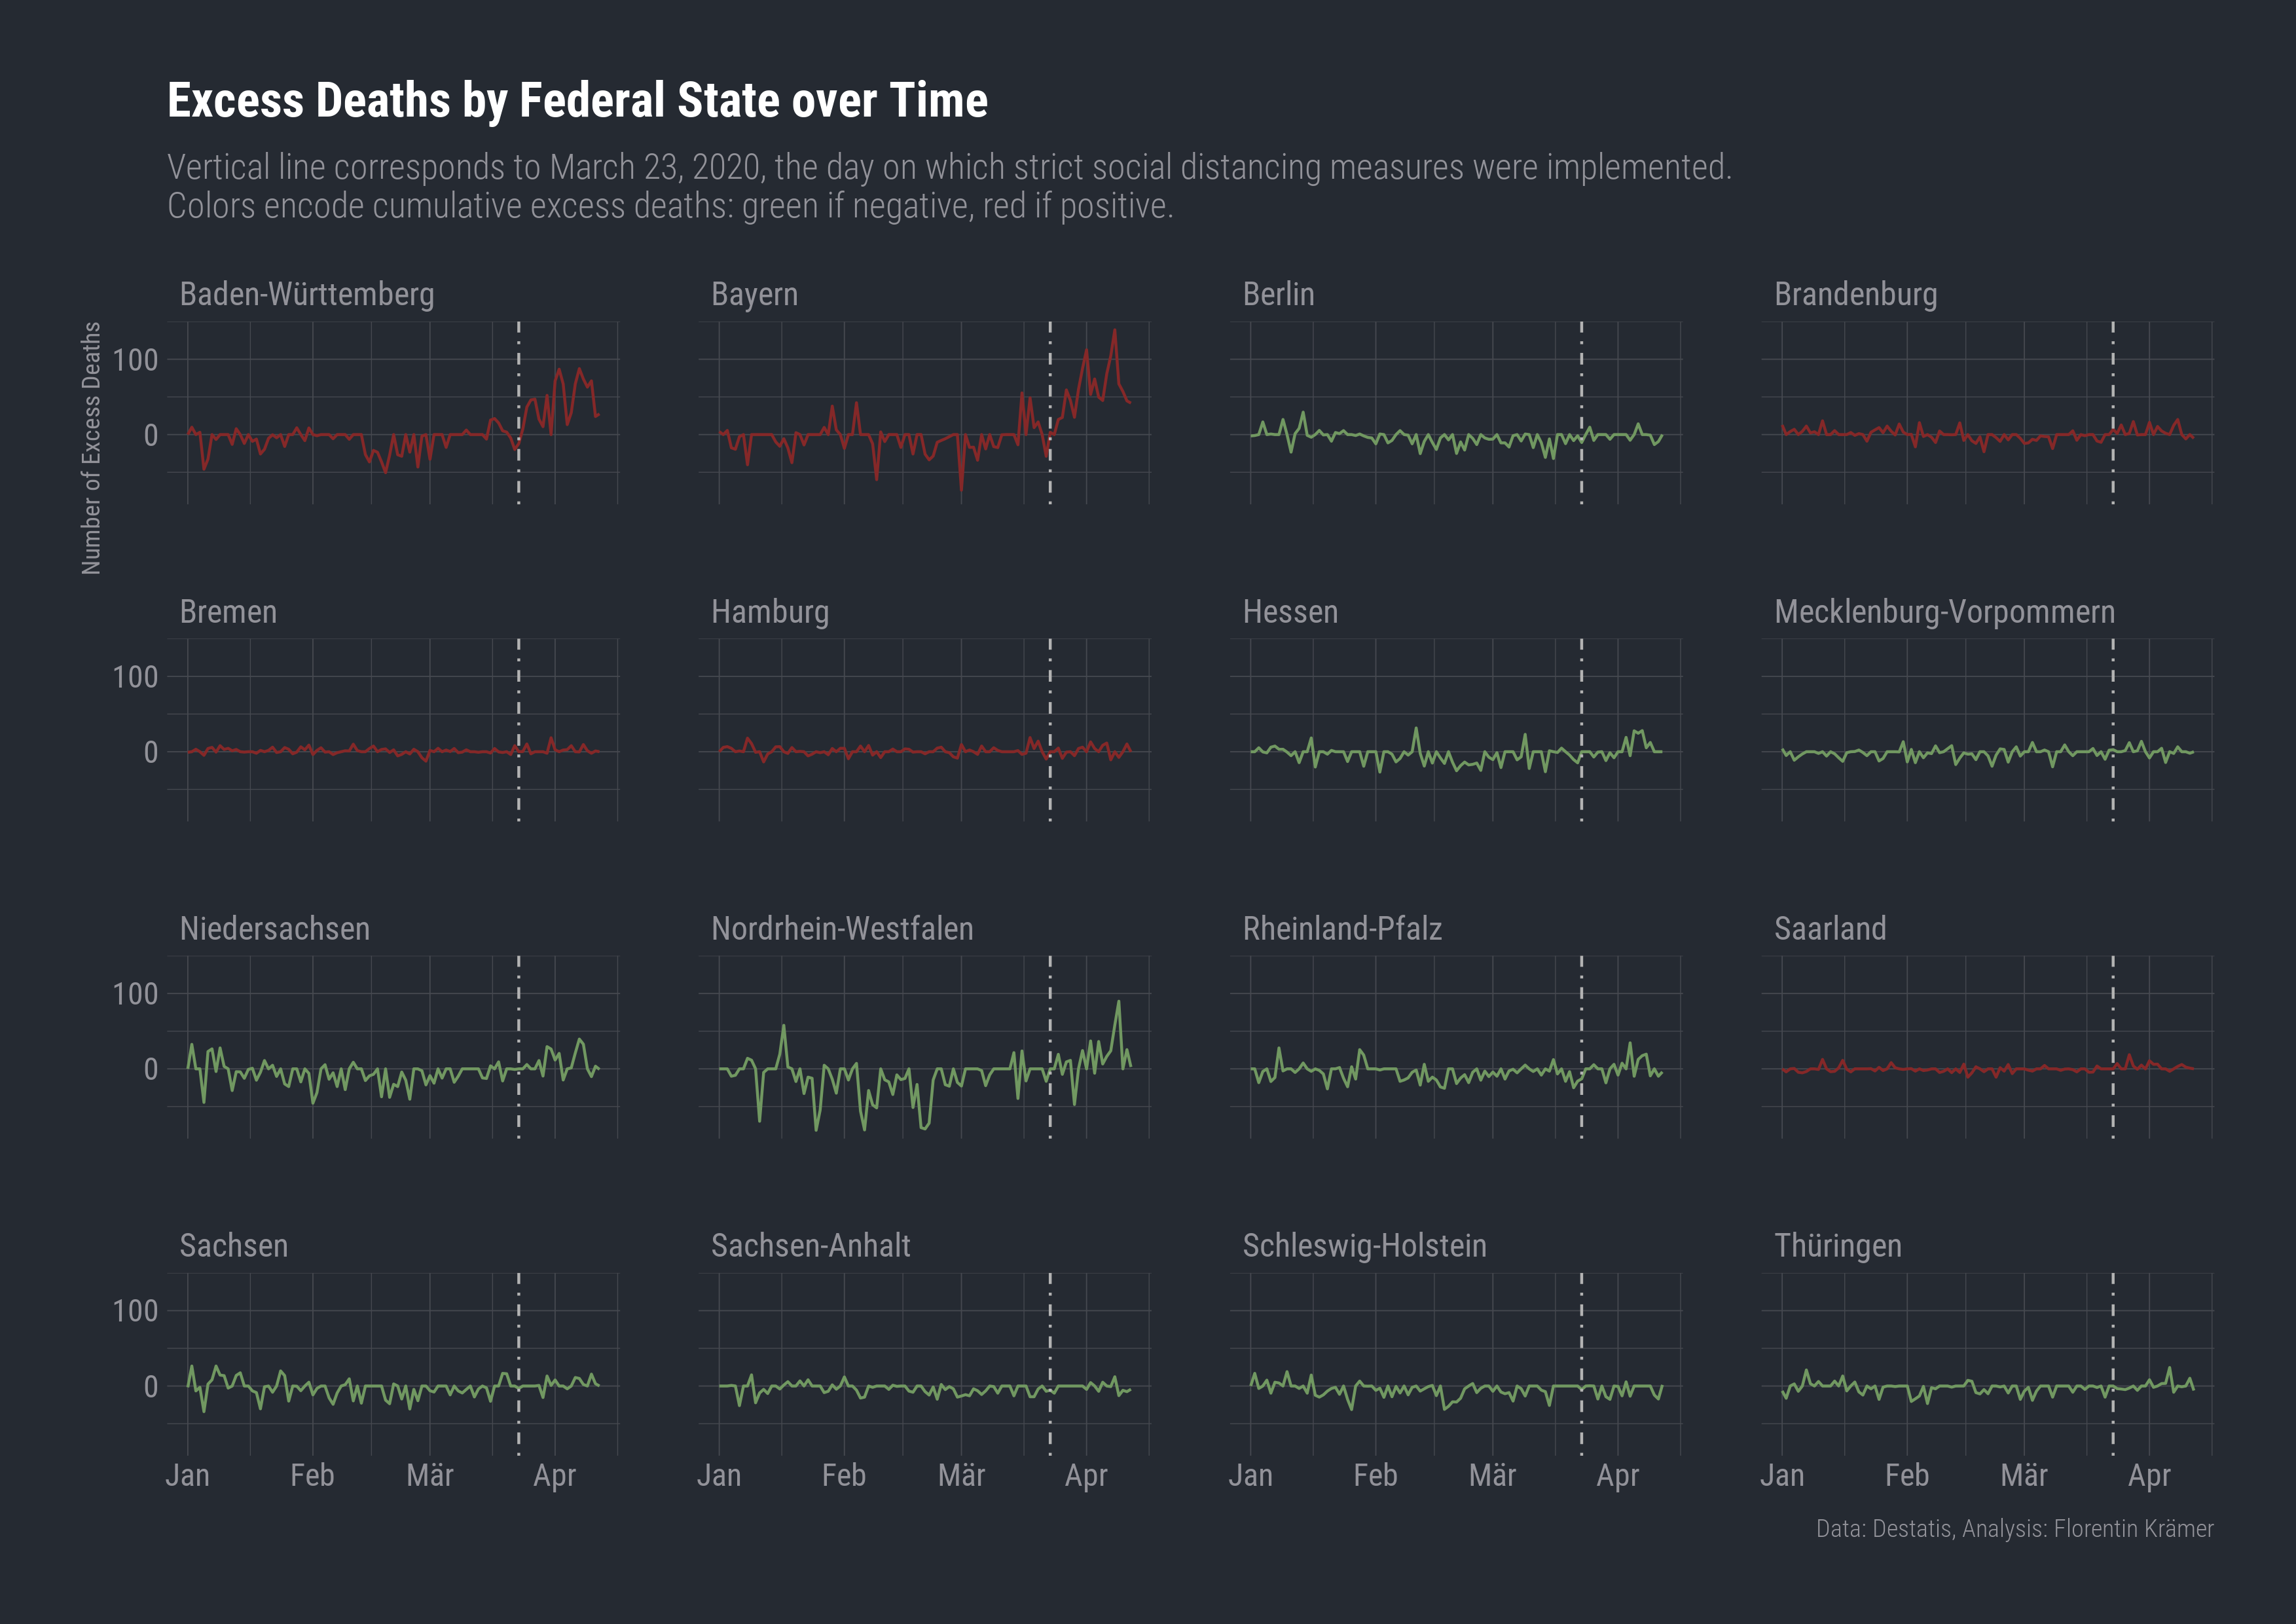 Excess Deaths by Federal State over Time
Vertical line corresponds to March 23, 2020, the day on which strict social distancing measures were implemented.
Colors encode cumulative excess deaths: green if negative, red if positive.
Number of Excess Deaths
Baden-Württemberg
Bayern
Berlin
Brandenburg
100
0
Bremen
Hamburg
Hessen
Mecklenburg-Vorpommern
100
0
Niedersachsen
Nordrhein-Westfalen
Rheinland-Pfalz
Saarland
100
0
Sachsen
Sachsen-Anhalt
Schleswig-Holstein
Thüringen
100
0
Jan Feb Mär Apr
Jan Feb Mär Apr
Jan Feb Mär Apr
Jan Feb Mär Apr
Data: Destatis, Analysis: Florentin Krämer